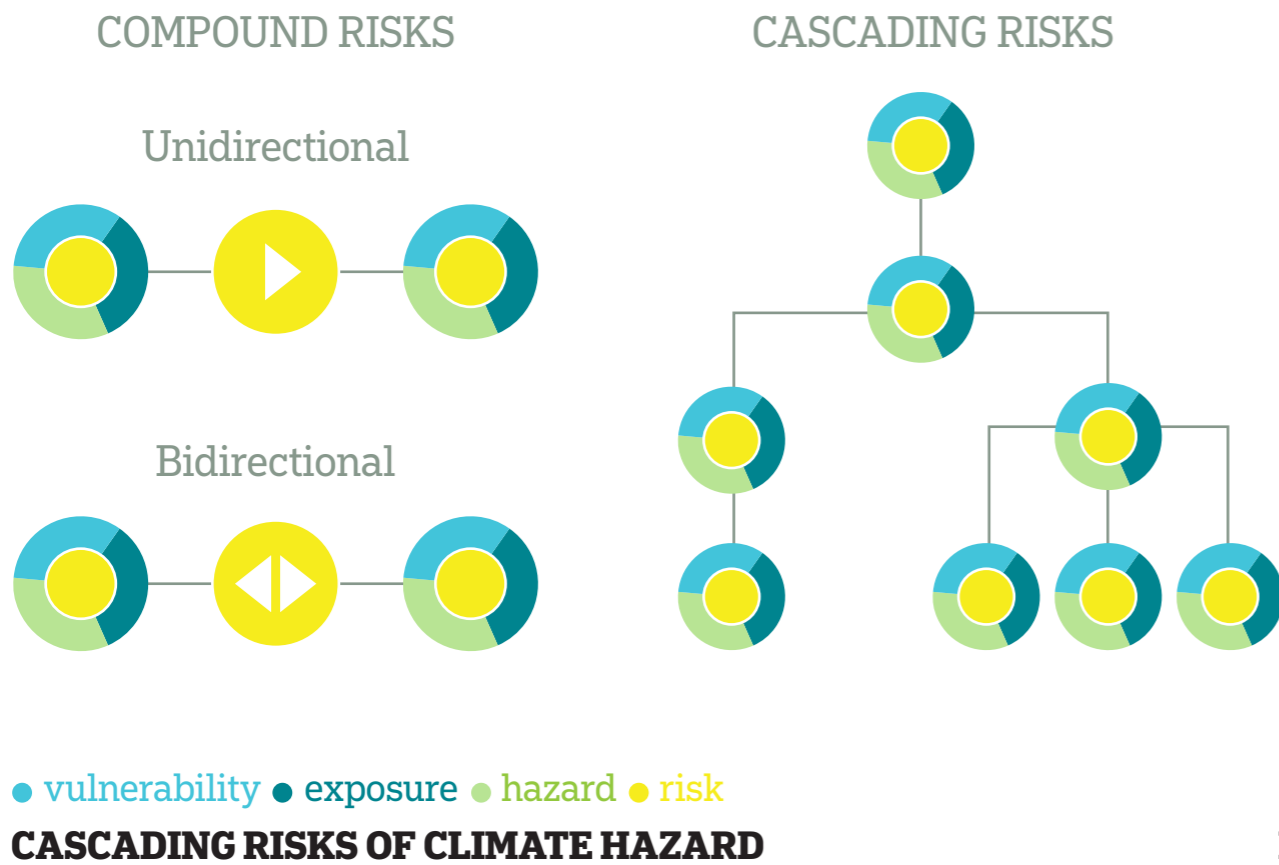 COMPOUND RISKS
Unidirectional
Bidirectional
CASCADING RISKS
vulnerability exposure hazard risk
CASCADING RISKS OF CLIMATE HAZARD